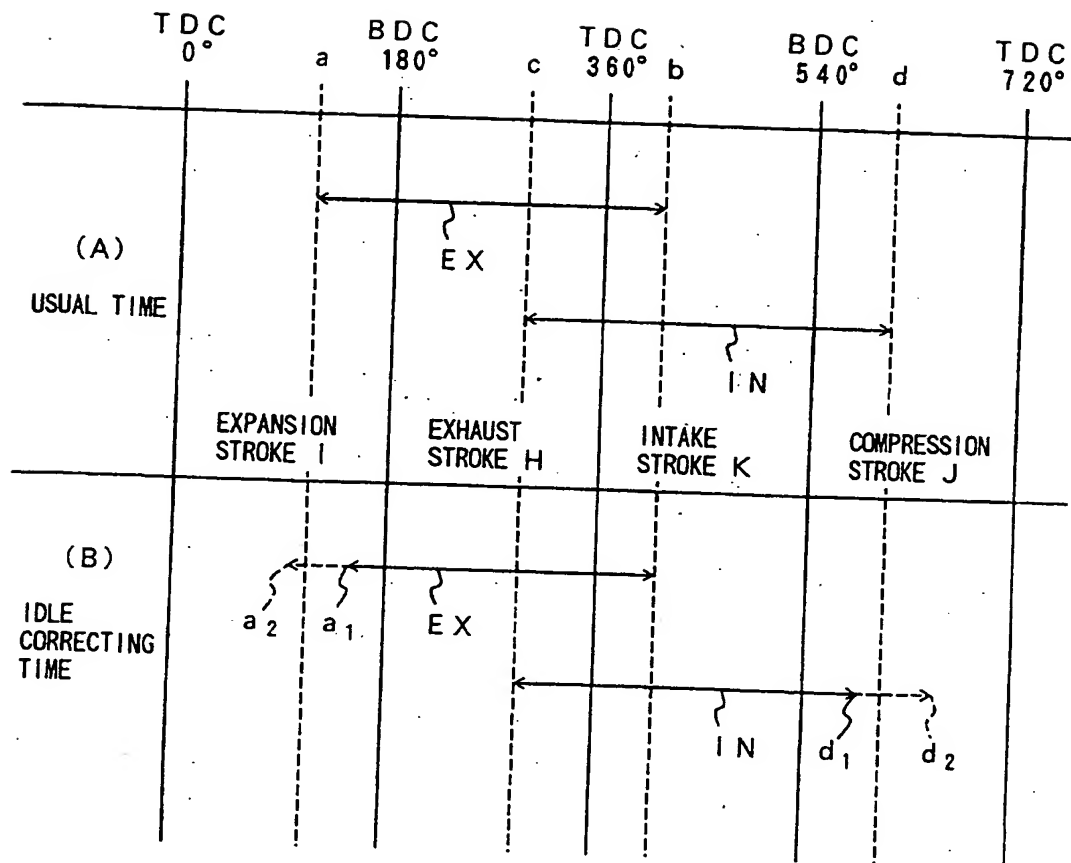 TDC BDC TDC BDC TDC
0° a 180° c 360° b 540° d 720°
(A)
USUAL TIME
EX
IN
EXPANSION STROKE I
EXHAUST STROKE H
INTAKE STROKE K
COMPRESSION STROKE J
(B)
IDLE CORRECTING TIME
a2 a1 EX
IN d1 d2